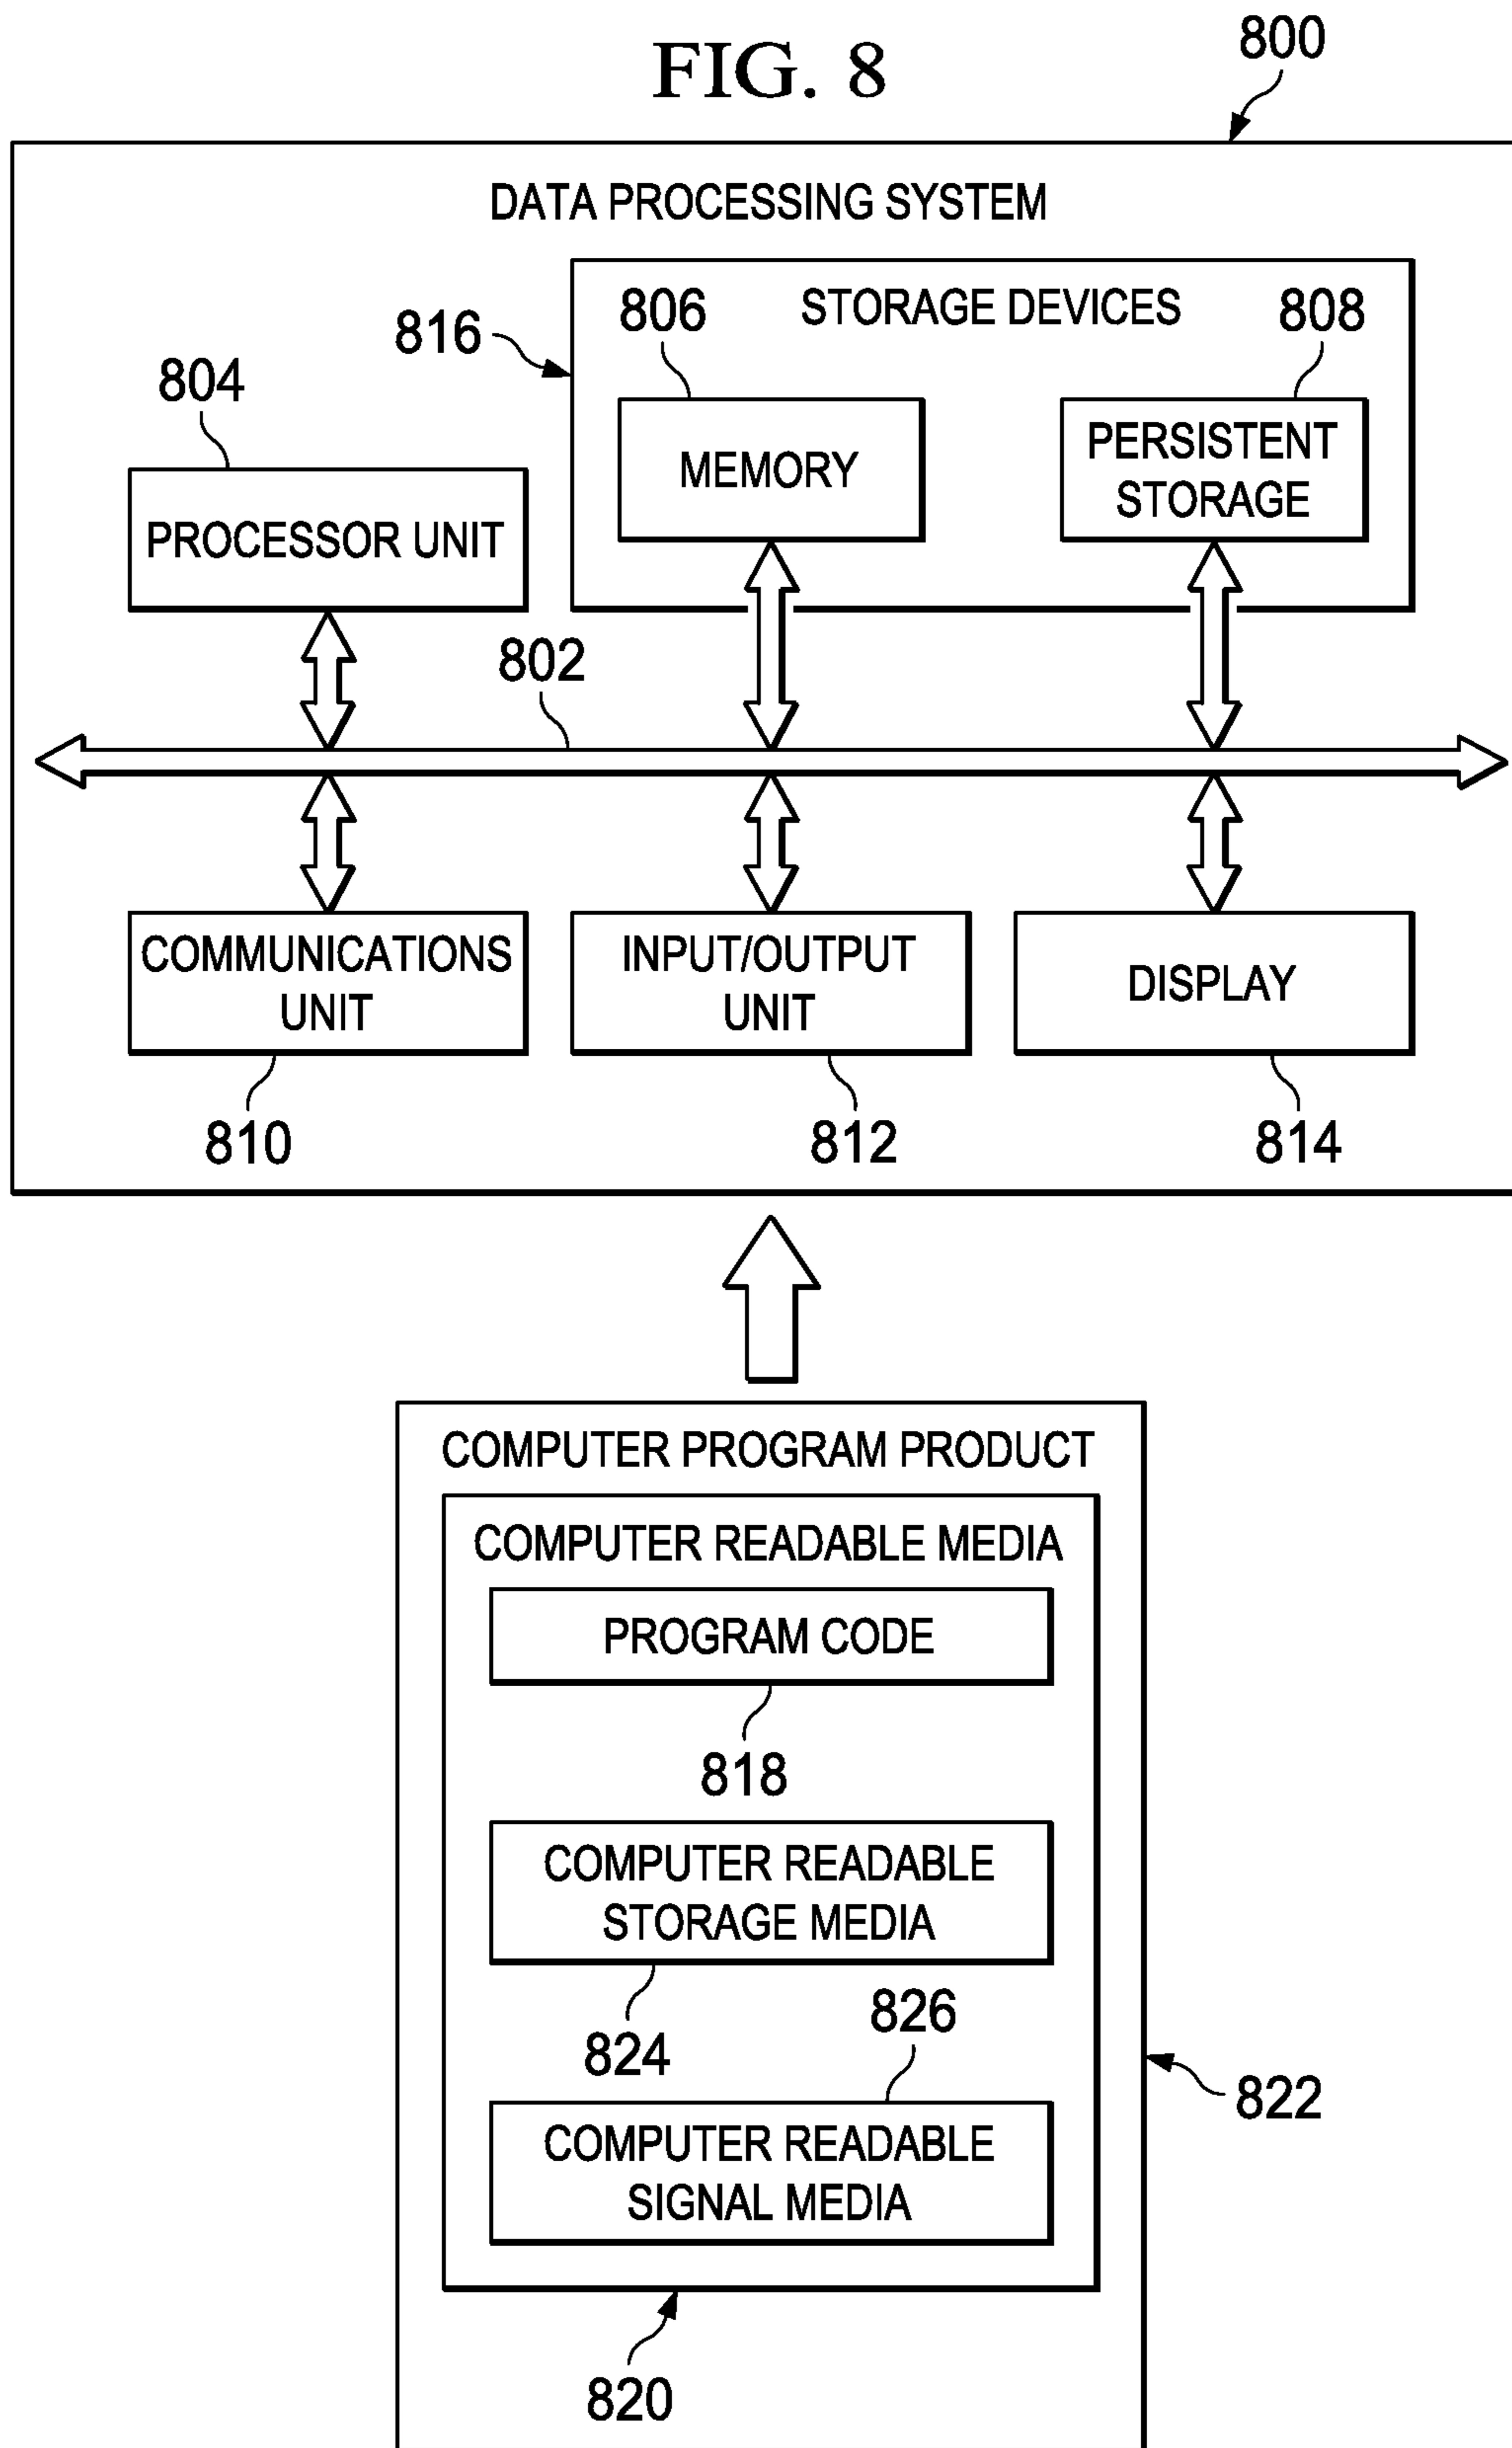 FIG. 8
800
DATA PROCESSING SYSTEM
816
806
STORAGE DEVICES
808
804
MEMORY
PERSISTENT
STORAGE
PROCESSOR UNIT
802
COMMUNICATIONS
UNIT
INPUT/OUTPUT
UNIT
DISPLAY
810
812
814
COMPUTER PROGRAM PRODUCT
COMPUTER READABLE MEDIA
PROGRAM CODE
818
COMPUTER READABLE
STORAGE MEDIA
824
826
COMPUTER READABLE
SIGNAL MEDIA
822
820